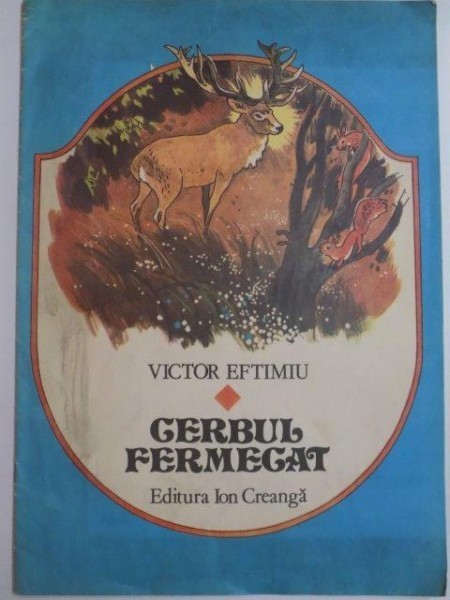 VICTOR EFTIMIU
CERBUL
FERMECAT
Editura Ion Creangă